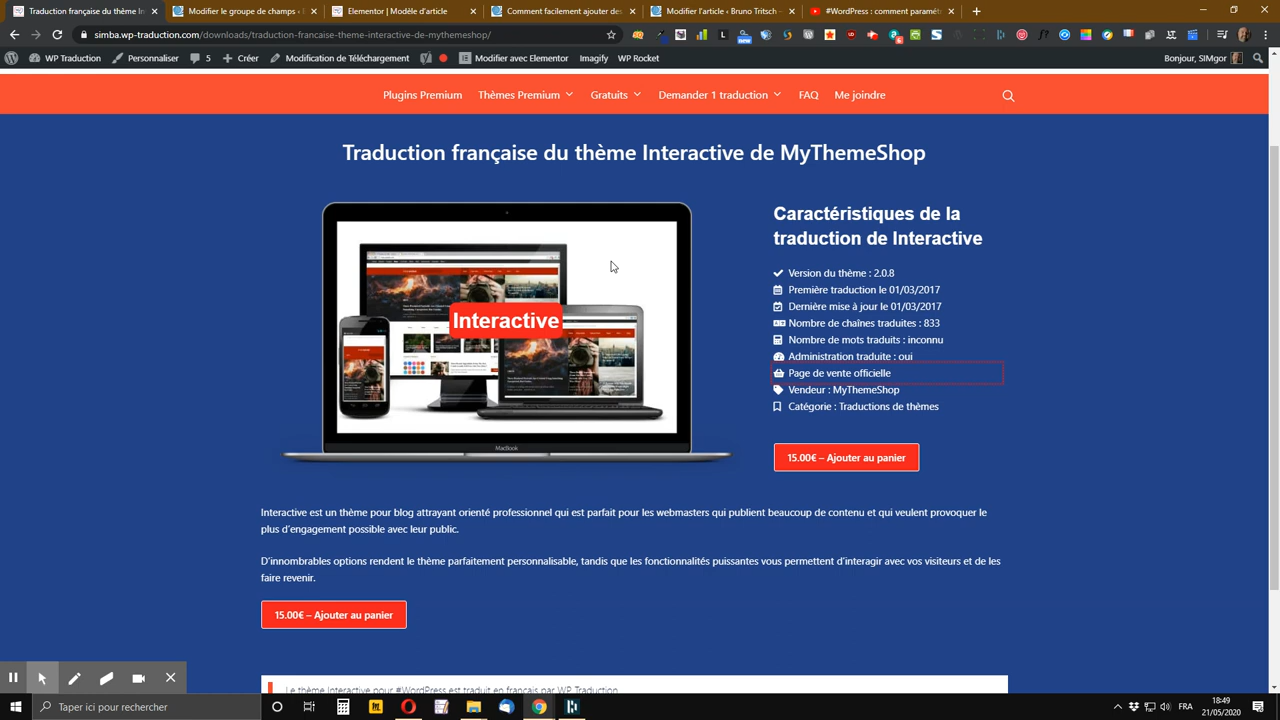 Traduction française du thème In
Modifier le groupe de champs ‹
Modifier le modèle d'article
Groupes de champs ‹ Simba Co
Modifier l'article ‹ Bruno Tritsch
#WordPress : créer des caméra
simba.wp-traduction.com/downloads/traduction-francaise-theme-interactive-de-mythemeshop/
WP Traduction
Personnaliser
5
Créer
Modification de Téléchargement
Modifier avec Elementor
Imagify
WP Rocket
Bonjour, SIMgor
Plugins Premium
Thèmes Premium
Gratuits
Demander 1 traduction
FAQ
Me joindre
Traduction française du thème Interactive de MyThemeShop
Interactive
MacBook
Caractéristiques de la
traduction de Interactive
Version du thème : 2.0.8
Première traduction le 01/03/2017
Dernière mise à jour le 01/03/2017
Nombre de chaînes traduites : 833
Nombre de mots traduits : inconnu
Administration traduite : oui
Page de vente officielle
Vendeur : MyThemeShop
Catégorie : Traductions de thèmes
15.00€ – Ajouter au panier
Interactive est un thème pour blog attrayant orienté professionnel qui est parfait pour les webmasters qui publient beaucoup de contenu et qui veulent provoquer le
plus d'engagement possible avec leur public.
D'innombrables options rendent le thème parfaitement personnalisable, tandis que les fonctionnalités puissantes vous permettent d'interagir avec vos visiteurs et de les
faire revenir.
15.00€ – Ajouter au panier
Le thème Interactive pour #WordPress est traduit en français par WP Traduction
Taper ici pour rechercher
FRA
18:49
21/05/2020